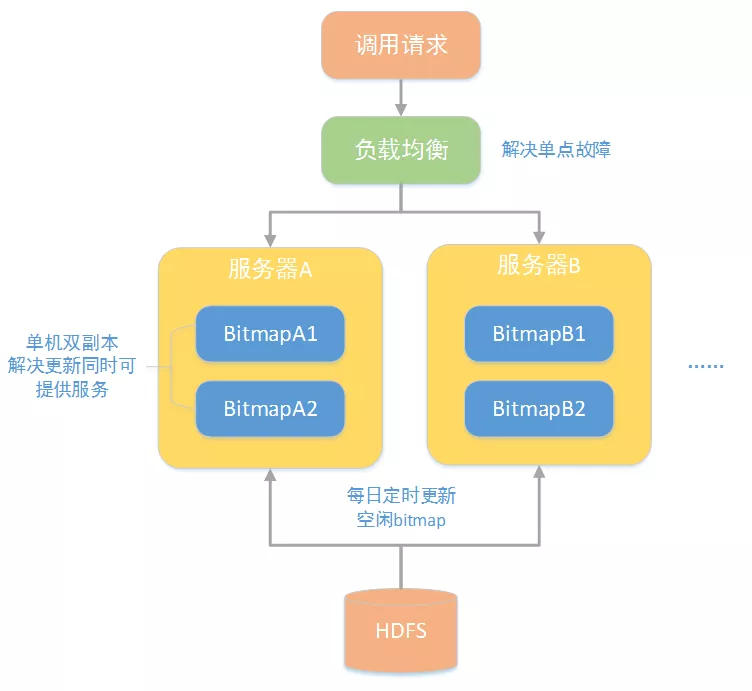 调用请求
负载均衡
解决单点故障
服务器A
服务器B
BitmapA1
BitmapB1
单机双副本
解决更新同时可
提供服务
BitmapA2
BitmapB2
……
每日定时更新
空闲bitmap
HDFS